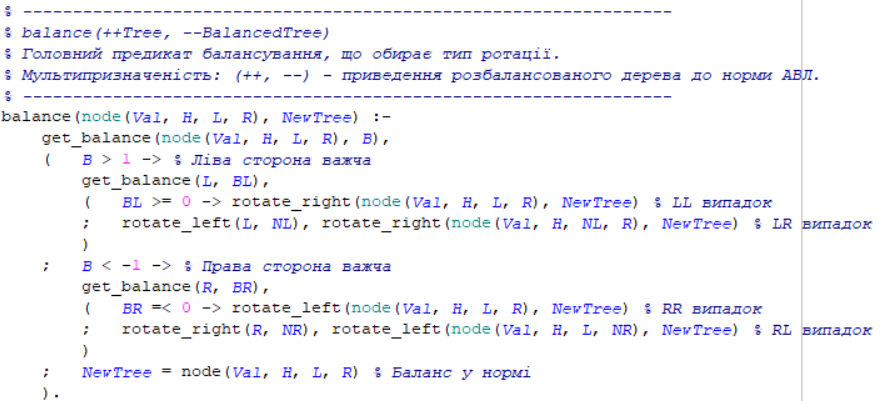 % -----------------------------------------------------------------
% balance(++Tree, --BalancedTree)
% Головний предикат балансування, що обирає тип ротації.
% Мультипризначеність: (++, --) - приведення розбалансованого дерева до норми АВЛ.
% -----------------------------------------------------------------
balance(node(Val, H, L, R), NewTree) :-
    get_balance(node(Val, H, L, R), B),
    (   B > 1 -> % Ліва сторона важча
        get_balance(L, BL),
        (   BL >= 0 -> rotate_right(node(Val, H, L, R), NewTree) % LL випадок
        ;   rotate_left(L, NL), rotate_right(node(Val, H, NL, R), NewTree) % LR випадок
        )
    ;   B < -1 -> % Права сторона важча
        get_balance(R, BR),
        (   BR =< 0 -> rotate_left(node(Val, H, L, R), NewTree) % RR випадок
        ;   rotate_right(R, NR), rotate_left(node(Val, H, L, NR), NewTree) % RL випадок
        )
    ;   NewTree = node(Val, H, L, R) % Баланс у нормі
    ).